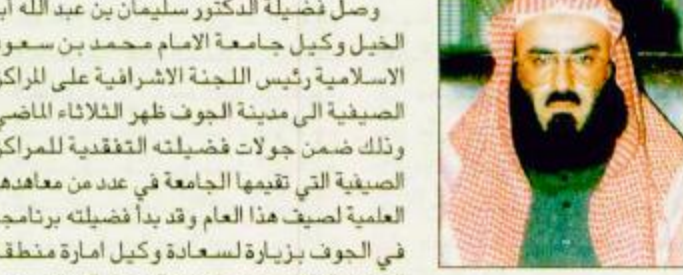 وصل فضيلة الدكتور سليمان بن عبد الله أبا
الخيل وكيل جامعة الامام محمد بن سعود
الاسلامية رئيس اللجنة الاشرافية على المراكز
الصيفية الى مدينة الجوف ظهر الثلاثاء الماضي
وذلك ضمن جولات فضيلته التفقدية للمراكز
الصيفية التي تقيمها الجامعة في عدد من معاهدها
العلمية لصيف هذا العام وقد بدأ فضيلته برنامجه
في الجوف بزيارة لسعادة وكيل امارة منطقة